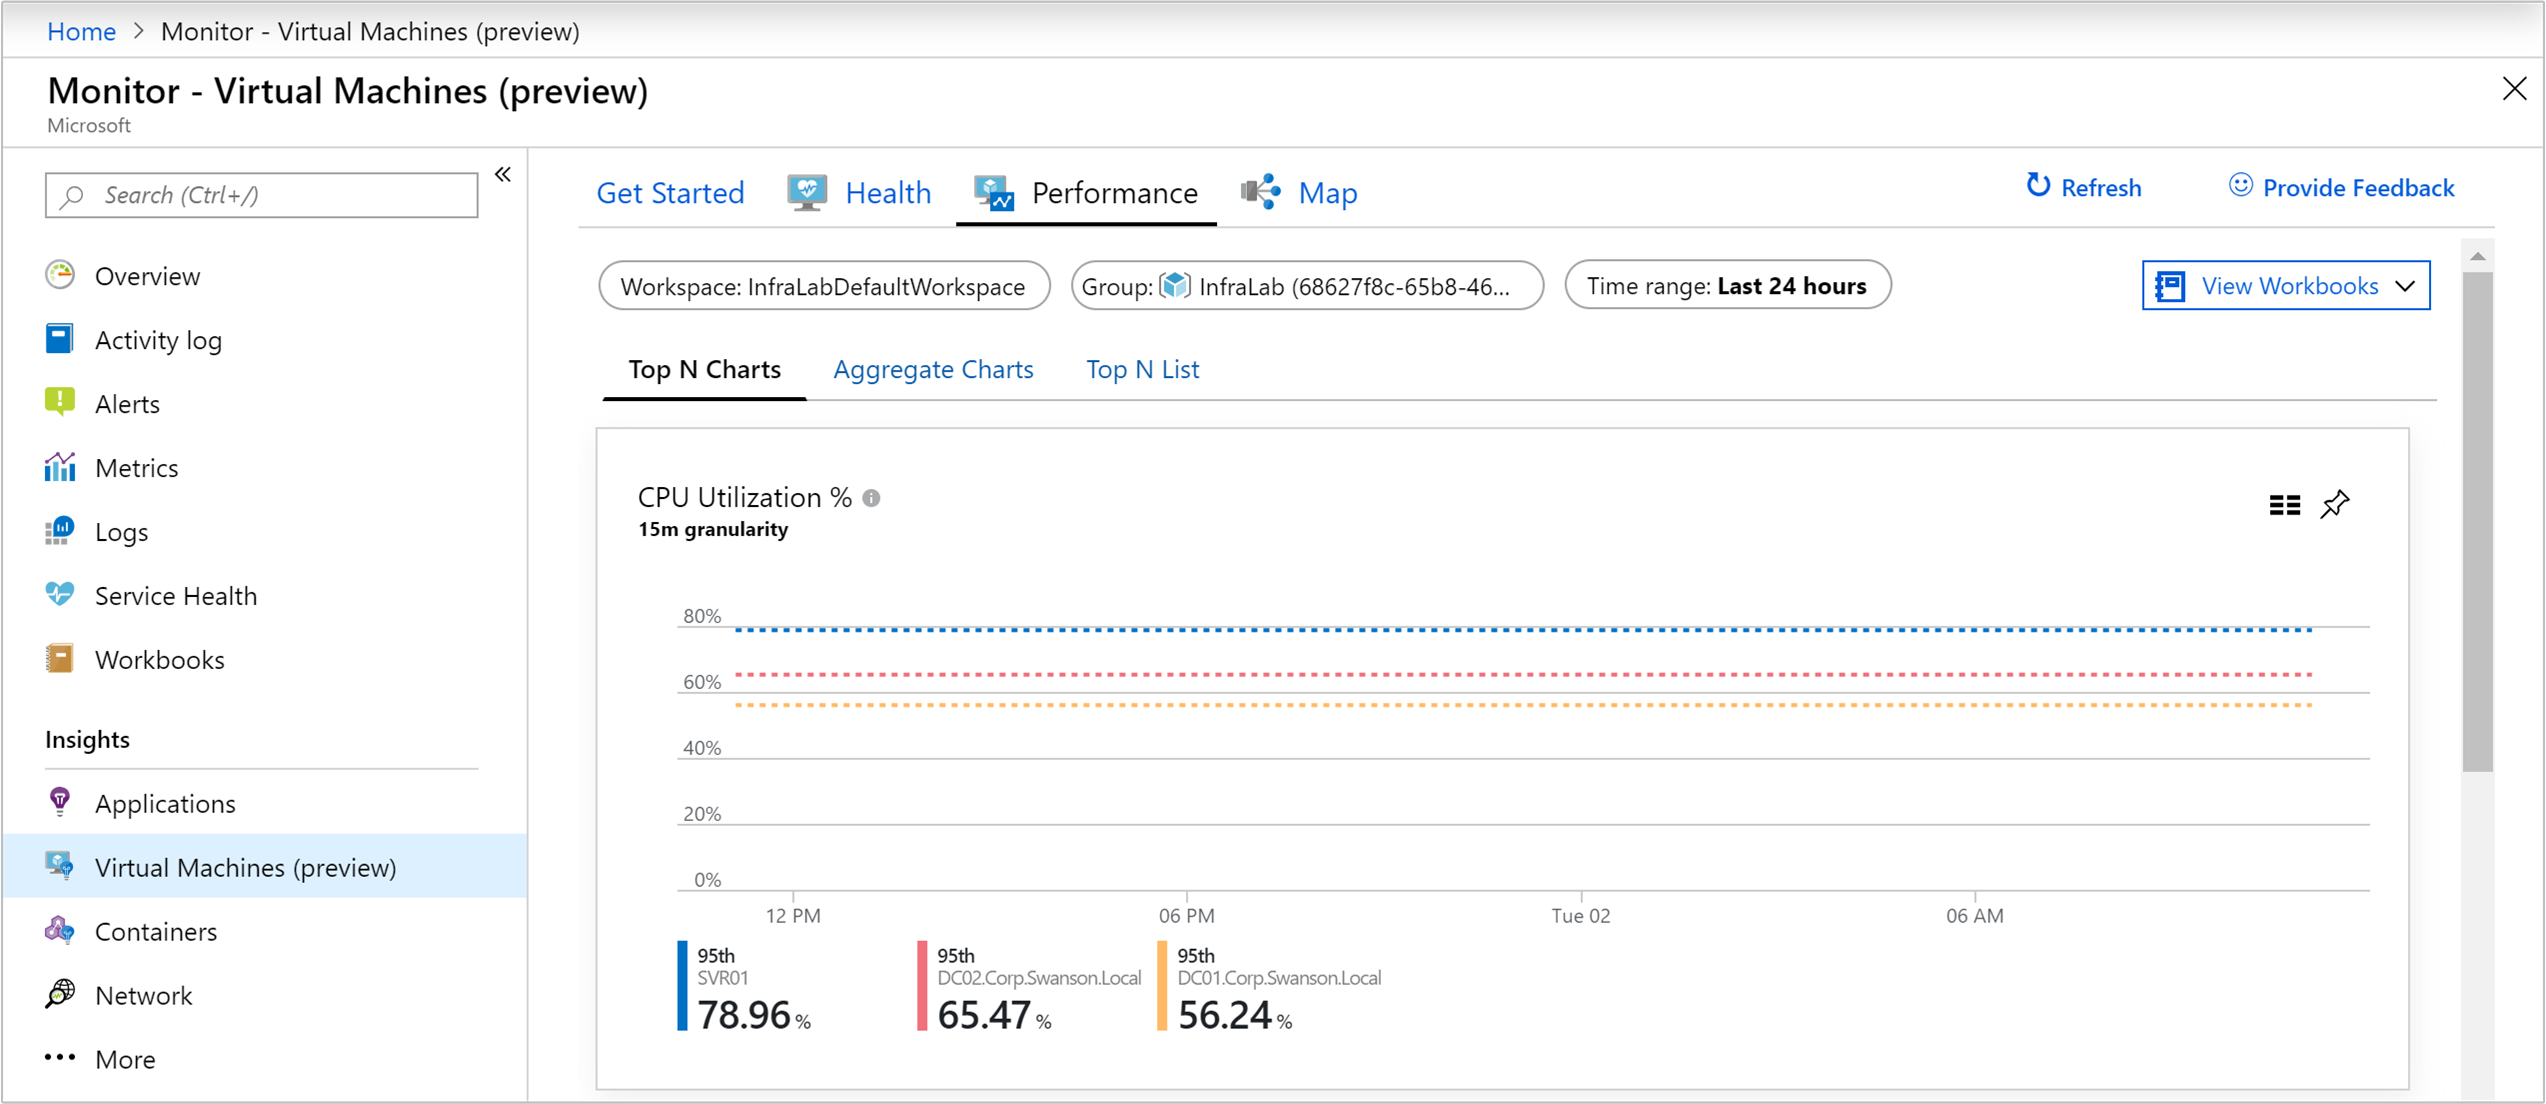 Home > Monitor - Virtual Machines (preview)
Monitor - Virtual Machines (preview)
Microsoft
Search (Ctrl+/)
Overview
Activity log
Alerts
Metrics
Logs
Service Health
Workbooks
Insights
Applications
Virtual Machines (preview)
Containers
Network
More
Get Started Health Performance Map
Refresh Provide Feedback
Workspace: InfraLabDefaultWorkspace Group: InfraLab (68627f8c-65b8-46... Time range: Last 24 hours View Workbooks
Top N Charts Aggregate Charts Top N List
CPU Utilization %
15m granularity
80%
60%
40%
20%
0%
12 PM 06 PM Tue 02 06 AM
95th
SVR01
78.96 %
95th
DC02.Corp.Swanson.Local
65.47 %
95th
DC01.Corp.Swanson.Local
56.24 %